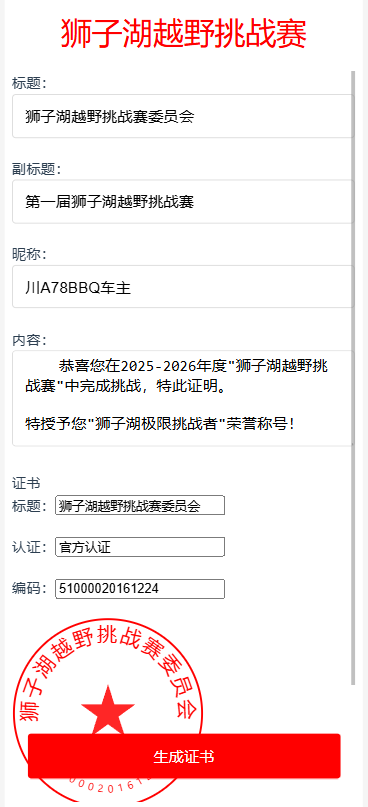 狮子湖越野挑战赛
标题：
狮子湖越野挑战赛委员会
副标题：
第一届狮子湖越野挑战赛
昵称：
川A78BBQ车主
内容：
恭喜您在2025-2026年度"狮子湖越野挑
战赛"中完成挑战，特此证明。
特授予您"狮子湖极限挑战者"荣誉称号！
证书
标题：狮子湖越野挑战赛委员会
认证：官方认证
编码：51000020161224
狮子湖越野挑战赛委员会
生成证书